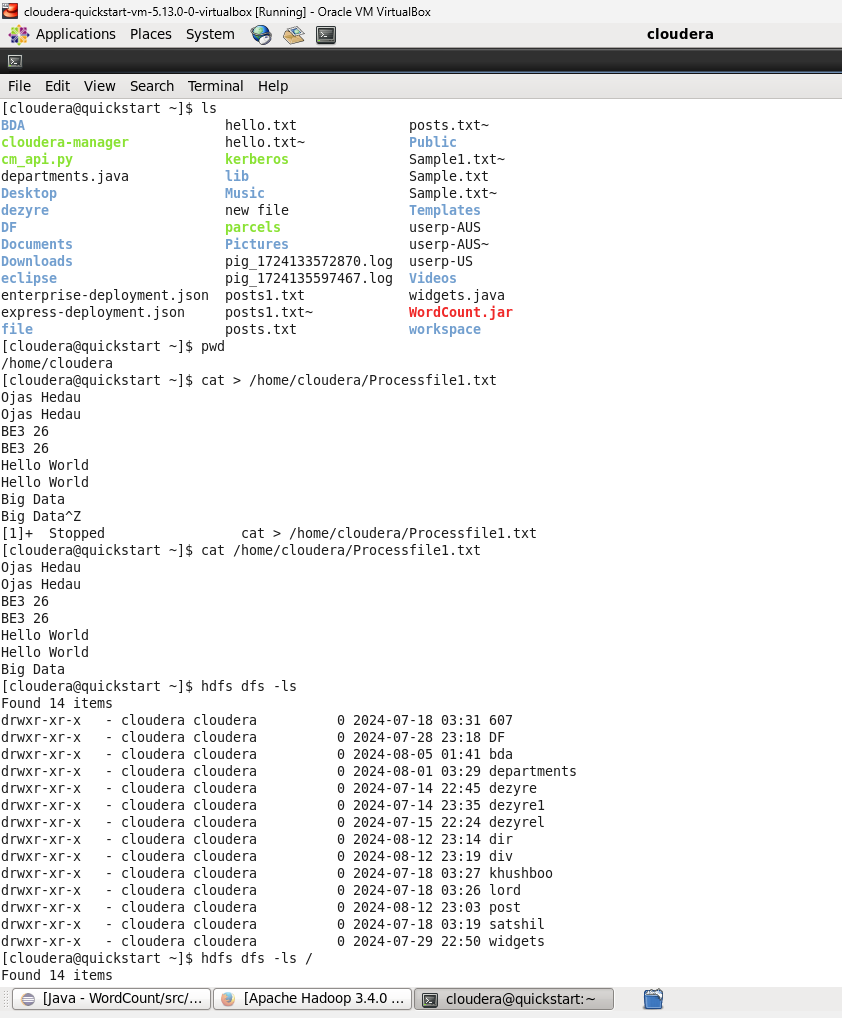 cloudera-quickstart-vm-5.13.0-0-virtualbox [Running] - Oracle VM VirtualBox
Applications Places System cloudera
File Edit View Search Terminal Help
[cloudera@quickstart ~]$ ls
BDA hello.txt posts.txt~
cloudera-manager hello.txt~ Public
cm_api.py kerberos Sample1.txt~
departments.java lib Sample.txt
Desktop Music Sample.txt~
dezyre new file Templates
DF parcels userp-AUS
Documents Pictures userp-AUS~
Downloads pig_1724133572870.log userp-US
eclipse pig_1724135597467.log Videos
enterprise-deployment.json posts1.txt widgets.java
express-deployment.json posts1.txt~ WordCount.jar
file posts.txt workspace
[cloudera@quickstart ~]$ pwd
/home/cloudera
[cloudera@quickstart ~]$ cat > /home/cloudera/Processfile1.txt
Ojas Hedau
Ojas Hedau
BE3 26
BE3 26
Hello World
Hello World
Big Data
Big Data^Z
[1]+  Stopped                 cat > /home/cloudera/Processfile1.txt
[cloudera@quickstart ~]$ cat /home/cloudera/Processfile1.txt
Ojas Hedau
Ojas Hedau
BE3 26
BE3 26
Hello World
Hello World
Big Data
[cloudera@quickstart ~]$ hdfs dfs -ls
Found 14 items
drwxr-xr-x   - cloudera cloudera          0 2024-07-18 03:31 607
drwxr-xr-x   - cloudera cloudera          0 2024-07-28 23:18 DF
drwxr-xr-x   - cloudera cloudera          0 2024-08-05 01:41 bda
drwxr-xr-x   - cloudera cloudera          0 2024-08-01 03:29 departments
drwxr-xr-x   - cloudera cloudera          0 2024-07-14 22:45 dezyre
drwxr-xr-x   - cloudera cloudera          0 2024-07-14 23:35 dezyre1
drwxr-xr-x   - cloudera cloudera          0 2024-07-15 22:24 dezyrel
drwxr-xr-x   - cloudera cloudera          0 2024-08-12 23:14 dir
drwxr-xr-x   - cloudera cloudera          0 2024-08-12 23:19 div
drwxr-xr-x   - cloudera cloudera          0 2024-07-18 03:27 khushboo
drwxr-xr-x   - cloudera cloudera          0 2024-07-18 03:26 lord
drwxr-xr-x   - cloudera cloudera          0 2024-08-12 23:03 post
drwxr-xr-x   - cloudera cloudera          0 2024-07-18 03:19 satshil
drwxr-xr-x   - cloudera cloudera          0 2024-07-29 22:50 widgets
[cloudera@quickstart ~]$ hdfs dfs -ls /
Found 14 items
[Java - WordCount/src/... [Apache Hadoop 3.4.0 ... cloudera@quickstart:~